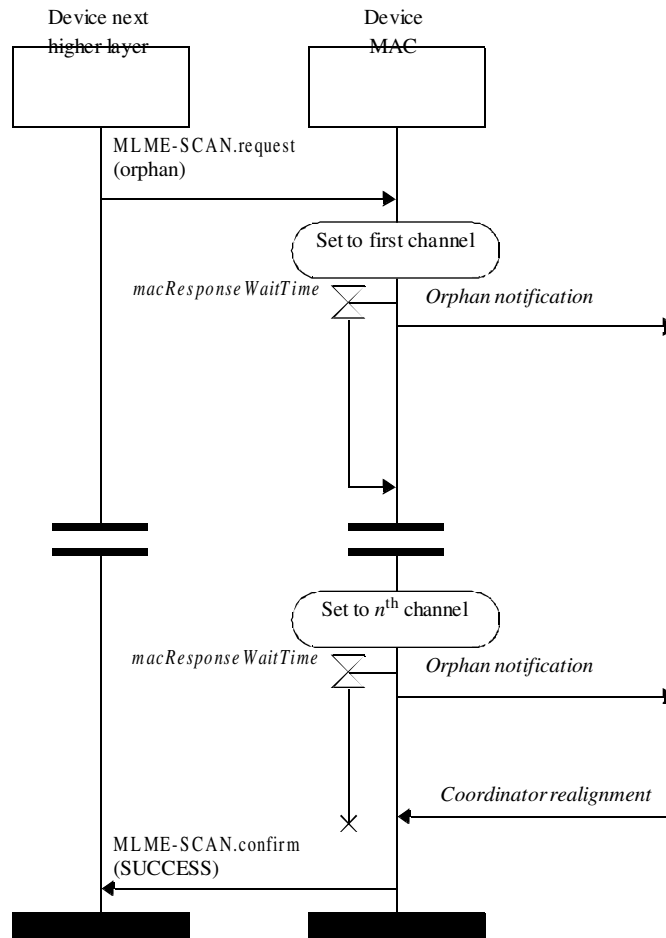 Device next
higher layer
Device
MAC
MLME-SCAN.request
(orphan)
Set to first channel
macResponseWaitTime
Orphan notification
Set to nth channel
macResponseWaitTime
Orphan notification
Coordinator realignment
MLME-SCAN.confirm
(SUCCESS)